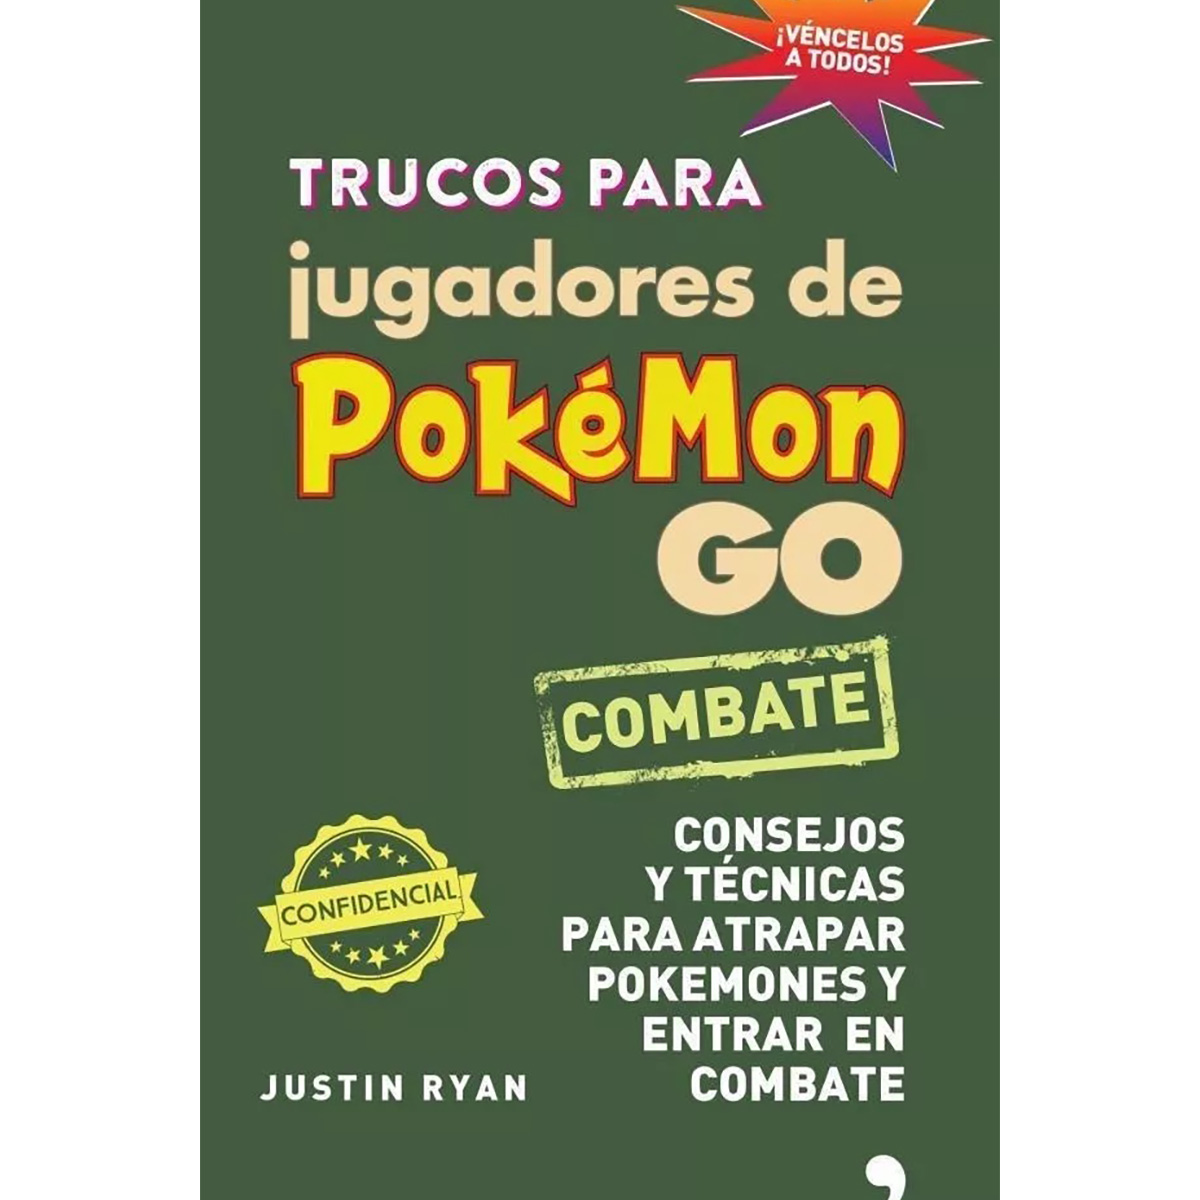 ¡VÉNCELOS
A TODOS!
TRUCOS PARA
jugadores de
PokéMon
GO
COMBATE
CONSEJOS
Y TÉCNICAS
PARA ATRAPAR
POKEMONES Y
ENTRAR EN
COMBATE
CONFIDENCIAL
JUSTIN RYAN